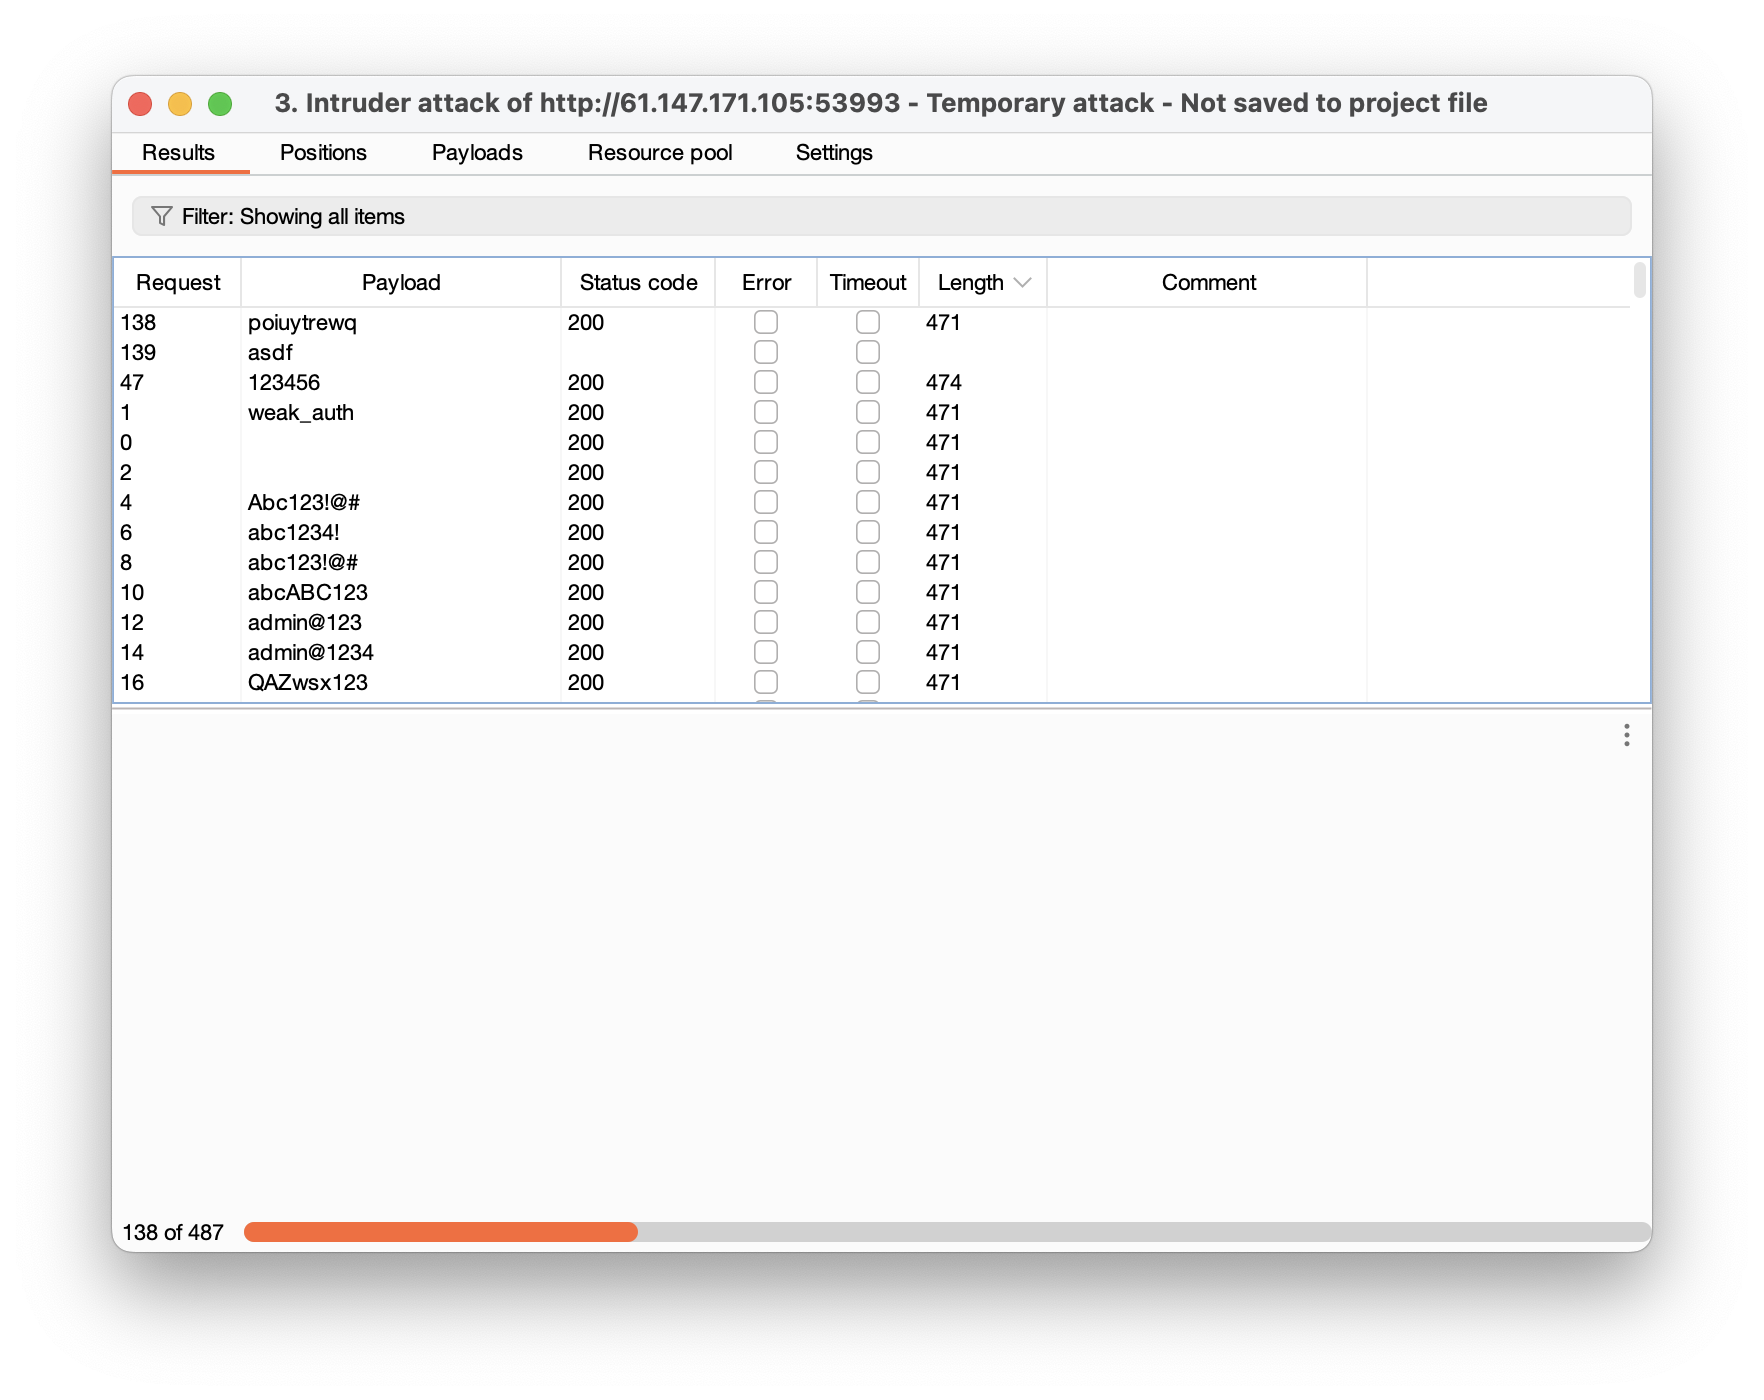 3. Intruder attack of http://61.147.171.105:53993 - Temporary attack - Not saved to project file
Results Positions Payloads Resource pool Settings
Filter: Showing all items
Request Payload Status code Error Timeout Length Comment
138 poiuytrewq 200 471
139 asdf
47 123456 200 474
1 weak_auth 200 471
0 200 471
2 200 471
4 Abc123!@# 200 471
6 abc1234! 200 471
8 abc123!@# 200 471
10 abcABC123 200 471
12 admin@123 200 471
14 admin@1234 200 471
16 QAZwsx123 200 471
138 of 487